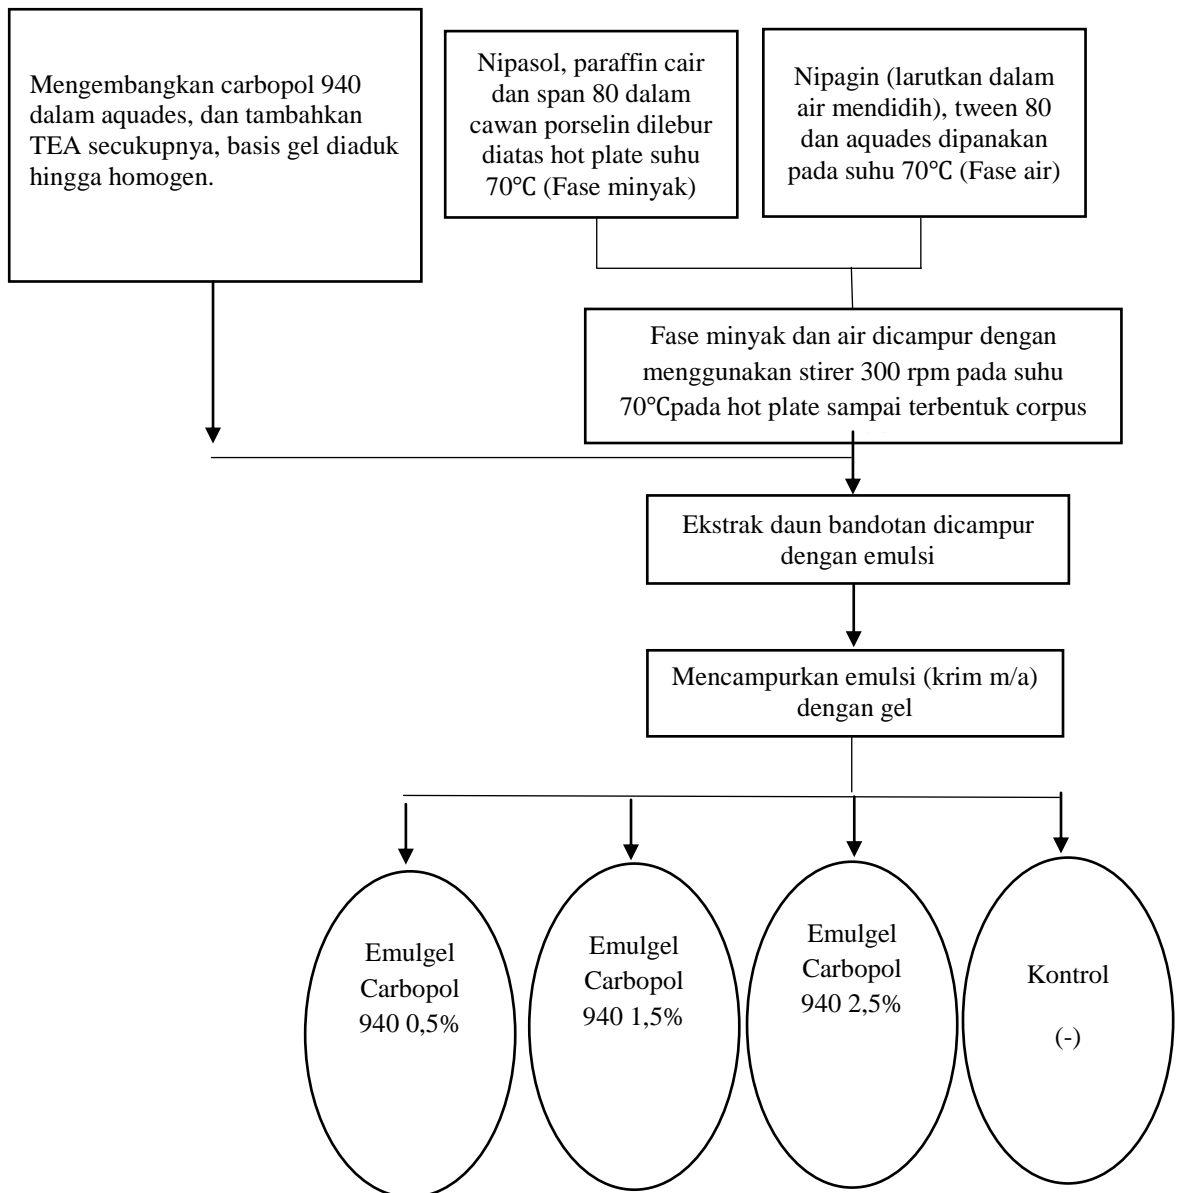 Mengembangkan carbopol 940
dalam aquades, dan tambahkan
TEA secukupnya, basis gel diaduk
hingga homogen.
Nipasol, paraffin cair
dan span 80 dalam
cawan porselin dilebur
diatas hot plate suhu
70°C (Fase minyak)
Nipagin (larutkan dalam
air mendidih), tween 80
dan aquades dipanakan
pada suhu 70°C (Fase air)
Fase minyak dan air dicampur dengan
menggunakan stirer 300 rpm pada suhu
70°Cpada hot plate sampai terbentuk corpus
Ekstrak daun bandotan dicampur
dengan emulsi
Mencampurkan emulsi (krim m/a)
dengan gel
Emulgel
Carbopol
940 0,5%
Emulgel
Carbopol
940 1,5%
Emulgel
Carbopol
940 2,5%
Kontrol
(-)